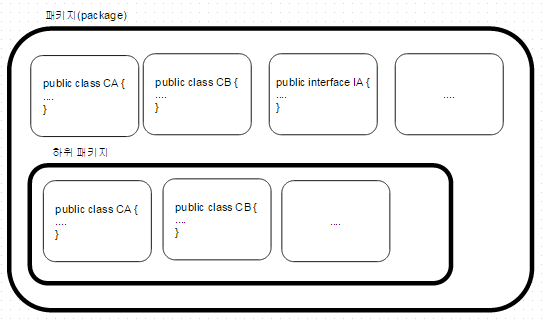 패키지(package)
public class CA {
....
}
public class CB {
....
}
public interface IA {
....
}
....
하위 패키지
public class CA {
....
}
public class CB {
....
}
....